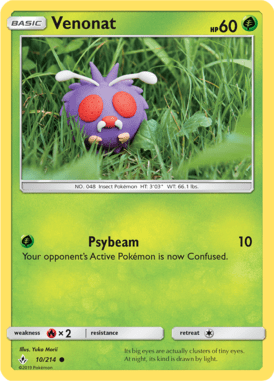 BASIC Venonat HP60
NO. 048 Insect Pokémon HT: 3'03" WT: 66.1 lbs.
Psybeam 10
Your opponent's Active Pokémon is now Confused.
weakness ×2 resistance retreat
Illus. Yuka Morii
10/214
©2019 Pokémon
Its big eyes are actually clusters of tiny eyes.
At night, its kind is drawn by light.